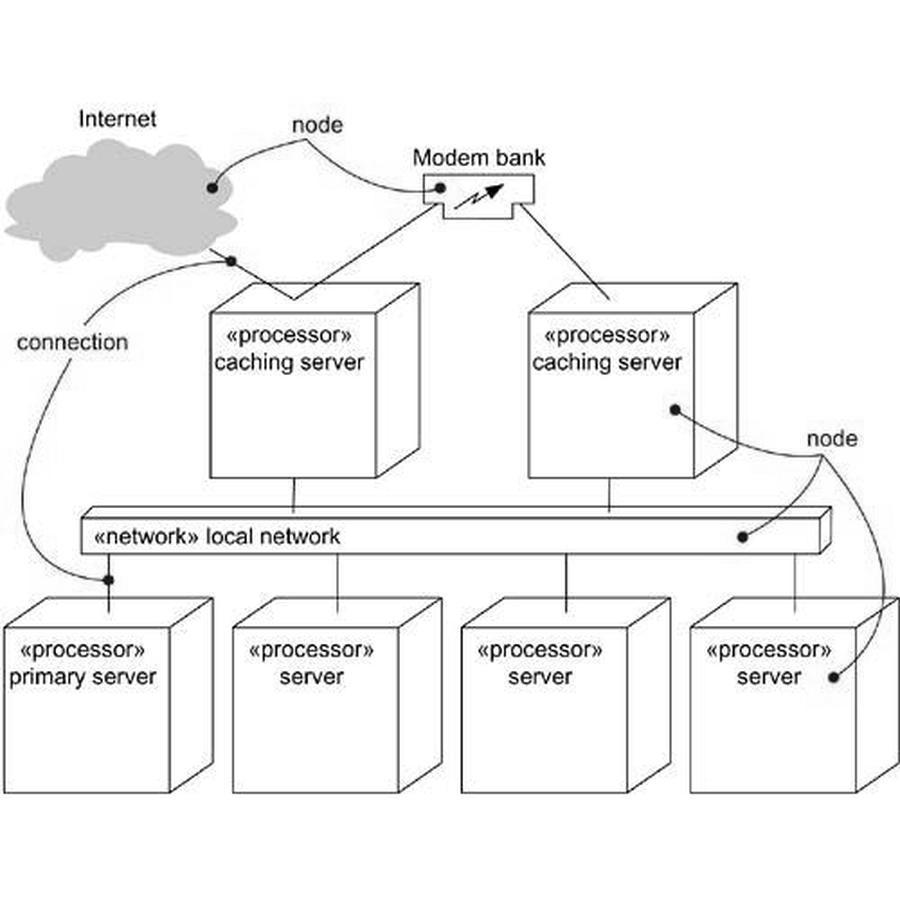 Internet
node
Modem bank
connection
«processor»
caching server
«processor»
caching server
node
«network» local network
«processor»
primary server
«processor»
server
«processor»
server
«processor»
server